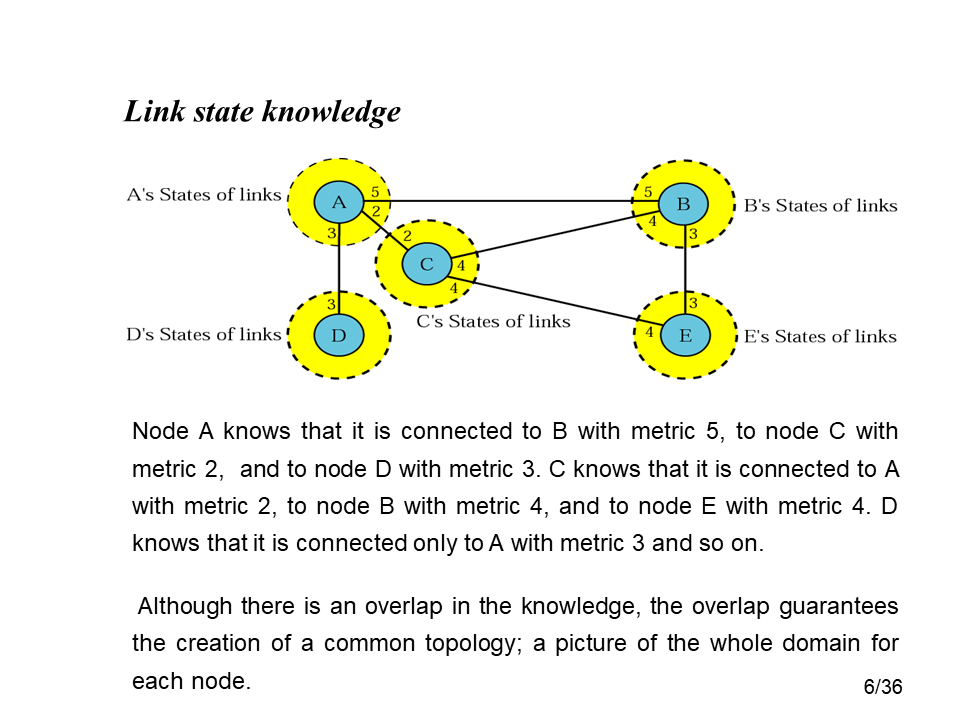 Link state knowledge
A's States of links
A
5
2
3
5
B
4
3
B's States of links
2
C
4
4
C's States of links
D's States of links
3
D
3
4
E
E's States of links
Node A knows that it is connected to B with metric 5, to node C with
metric 2, and to node D with metric 3. C knows that it is connected to A
with metric 2, to node B with metric 4, and to node E with metric 4. D
knows that it is connected only to A with metric 3 and so on.
Although there is an overlap in the knowledge, the overlap guarantees
the creation of a common topology; a picture of the whole domain for
each node.
6/36